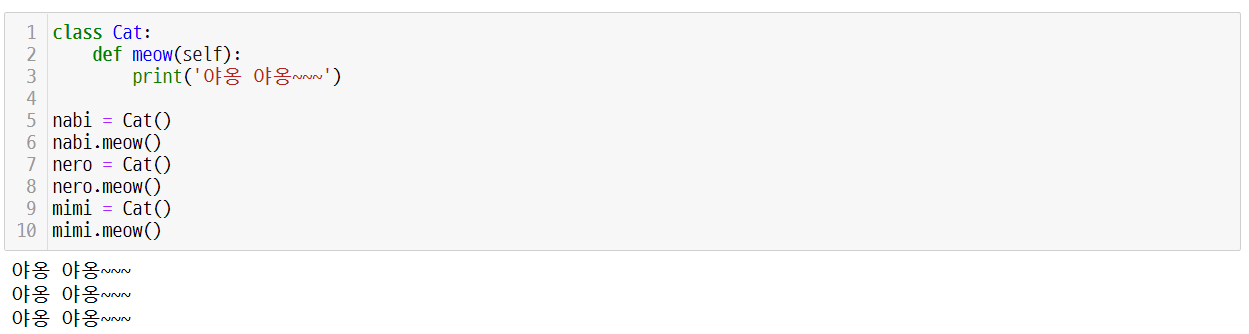 1 class Cat:
2     def meow(self):
3         print('야옹 야옹~~~')
4
5 nabi = Cat()
6 nabi.meow()
7 nero = Cat()
8 nero.meow()
9 mimi = Cat()
10 mimi.meow()
야옹 야옹~~~
야옹 야옹~~~
야옹 야옹~~~